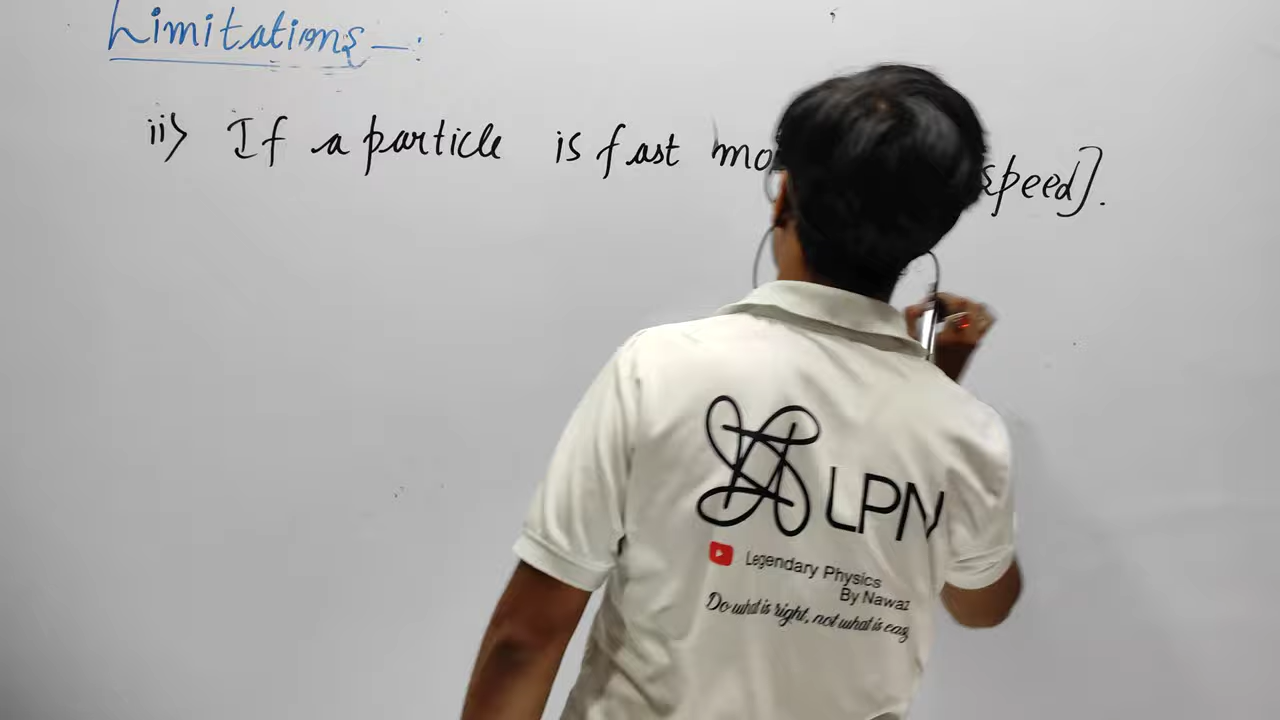 Limitations -:
ii) If a particle is fast mo speed].
LPN
Legendary Physics
By Nawaz
Do what is right, not what is easy